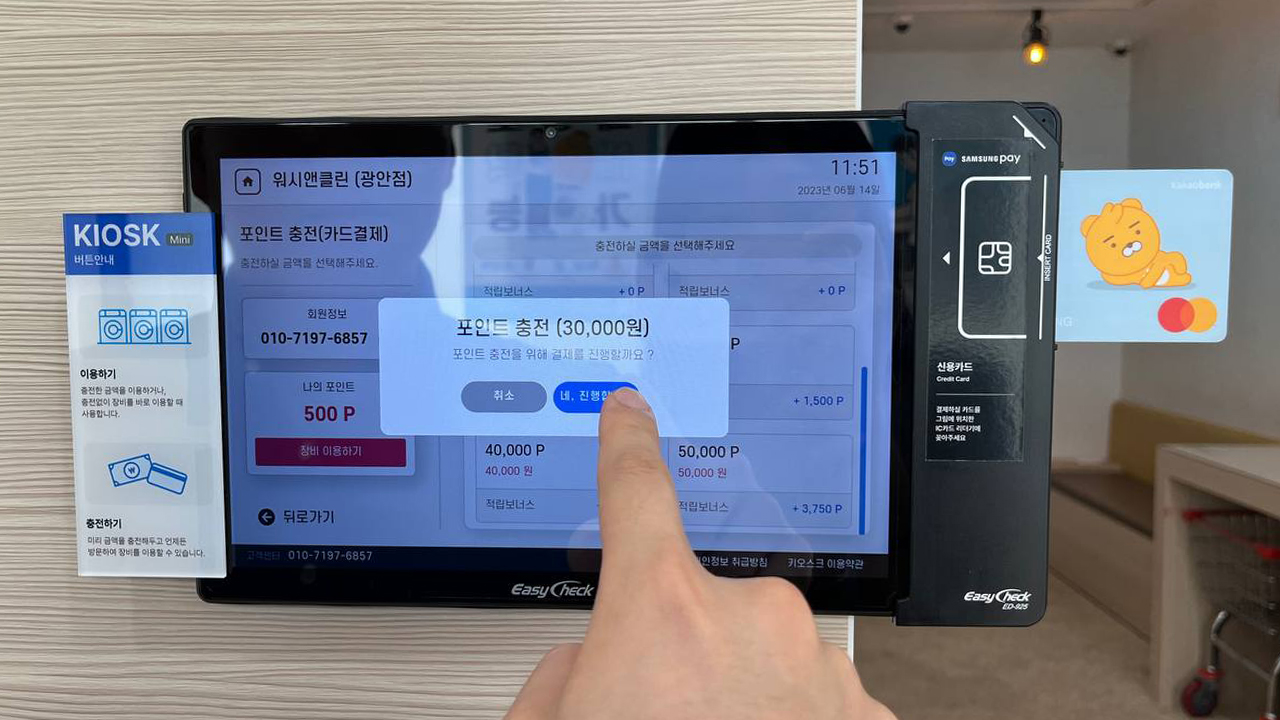 KIOSK Mini
버튼안내
이용하기
충전한 금액을 이용하거나,
충전없이 장비를 바로 이용할 때
사용합니다.
충전하기
미리 금액을 충전해두고 언제든
방문하여 장비를 이용할 수 있습니다.
워시앤클린 (광안점)
11:51
2023년 06월 14일
포인트 충전(카드결제)
충전하실 금액을 선택해주세요.
회원정보
010-7197-6857
나의 포인트
500 P
장비 이용하기
뒤로가기
충전하실 금액을 선택해주세요
적립보너스 + 0 P
적립보너스 + 0 P
P
+ 1,500 P
포인트 충전 (30,000원)
포인트 충전을 위해 결제를 진행할까요 ?
취소
네, 진행할
40,000 P
40,000 원
적립보너스
50,000 P
50,000 원
적립보너스 + 3,750 P
고객센터 010-7197-6857
인정보 취급방침
키오스크 이용약관
EasyCheck
Pay SAMSUNG pay
INSERT CARD
신용카드
Credit Card
결제하실 카드를
그림에 위치한
IC카드 리더기에
꽂아주세요
EasyCheck
ED-925
kakaobank
NG